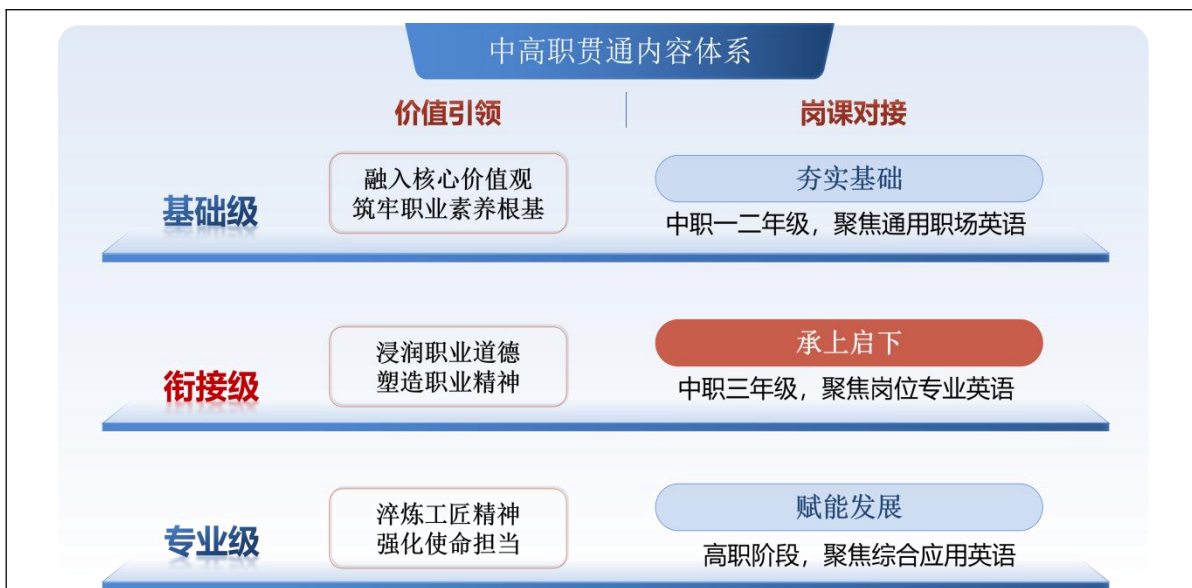 中高职贯通内容体系
价值引领
岗课对接
基础级
融入核心价值观
筑牢职业素养根基
夯实基础
中职一二年级，聚焦通用职场英语
衔接级
浸润职业道德
塑造职业精神
承上启下
中职三年级，聚焦岗位专业英语
专业级
淬炼工匠精神
强化使命担当
赋能发展
高职阶段，聚焦综合应用英语